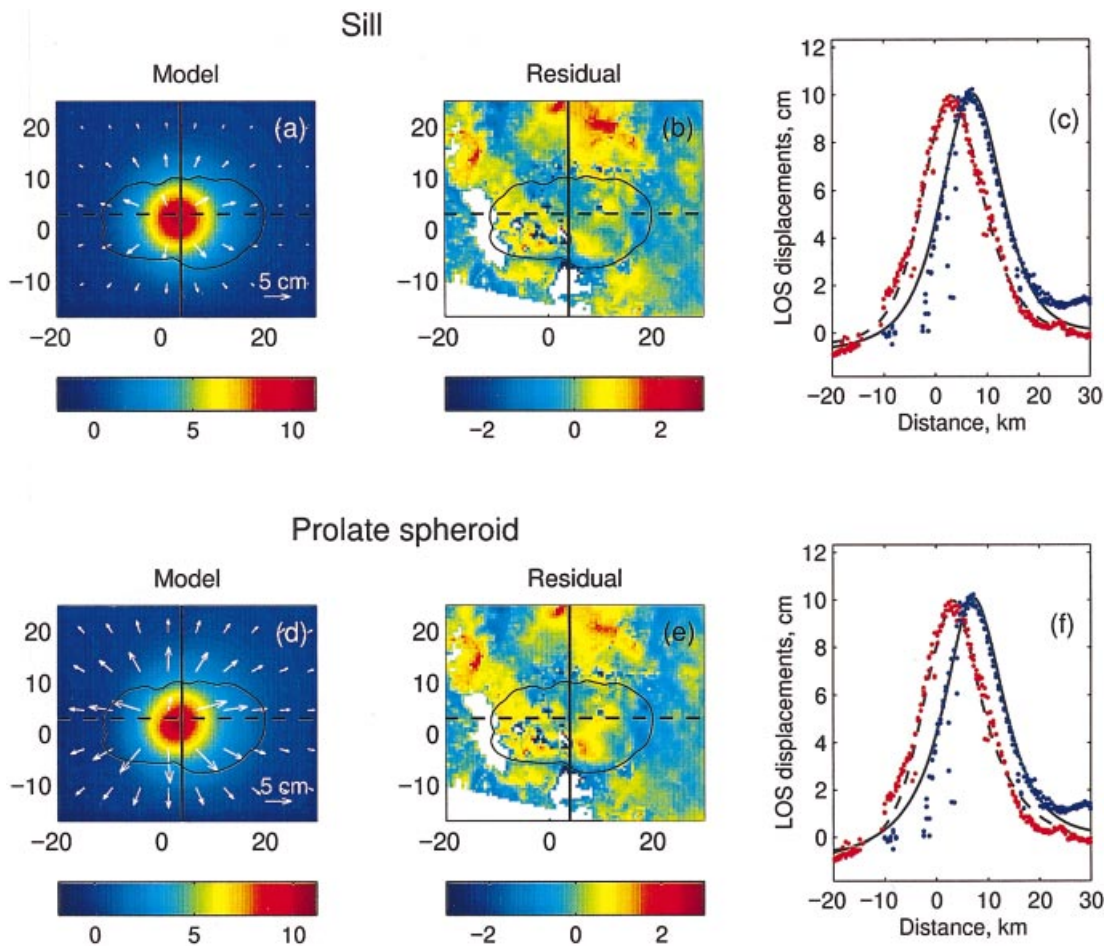 Sill
Model
Residual
(a)
(b)
(c)
20
10
0
−10
5 cm
−20 0 20
−20 0 20
0 5 10
−2 0 2
12
10
8
6
4
2
0
LOS displacements, cm
−20 −10 0 10 20 30
Distance, km
Prolate spheroid
Model
Residual
(d)
(e)
(f)
20
10
0
−10
5 cm
−20 0 20
−20 0 20
0 5 10
−2 0 2
12
10
8
6
4
2
0
LOS displacements, cm
−20 −10 0 10 20 30
Distance, km